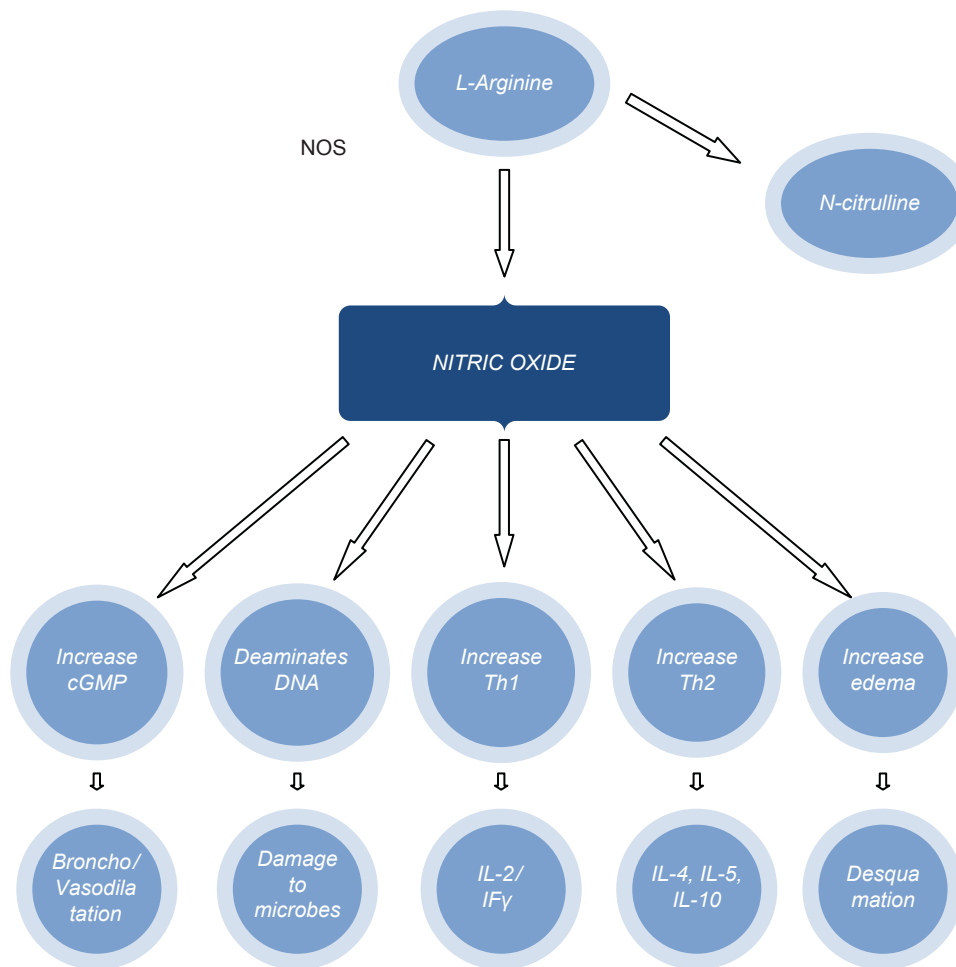 L-Arginine
NOS
N-citrulline
NITRIC OXIDE
Increase
cGMP
Deaminates
DNA
Increase
Th1
Increase
Th2
Increase
edema
Broncho/
Vasodila
tation
Damage
to
microbes
IL-2/
IFγ
IL-4, IL-5,
IL-10
Desqua
mation